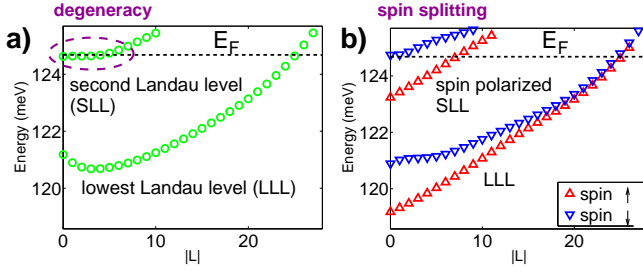 degeneracy
a)
E_F
second Landau level
(SLL)
lowest Landau level (LLL)
Energy (meV)
124
122
120
0
10
20
|L|
spin splitting
b)
E_F
spin polarized
SLL
LLL
Energy (meV)
124
122
120
0
10
20
|L|
spin ↑
spin ↓